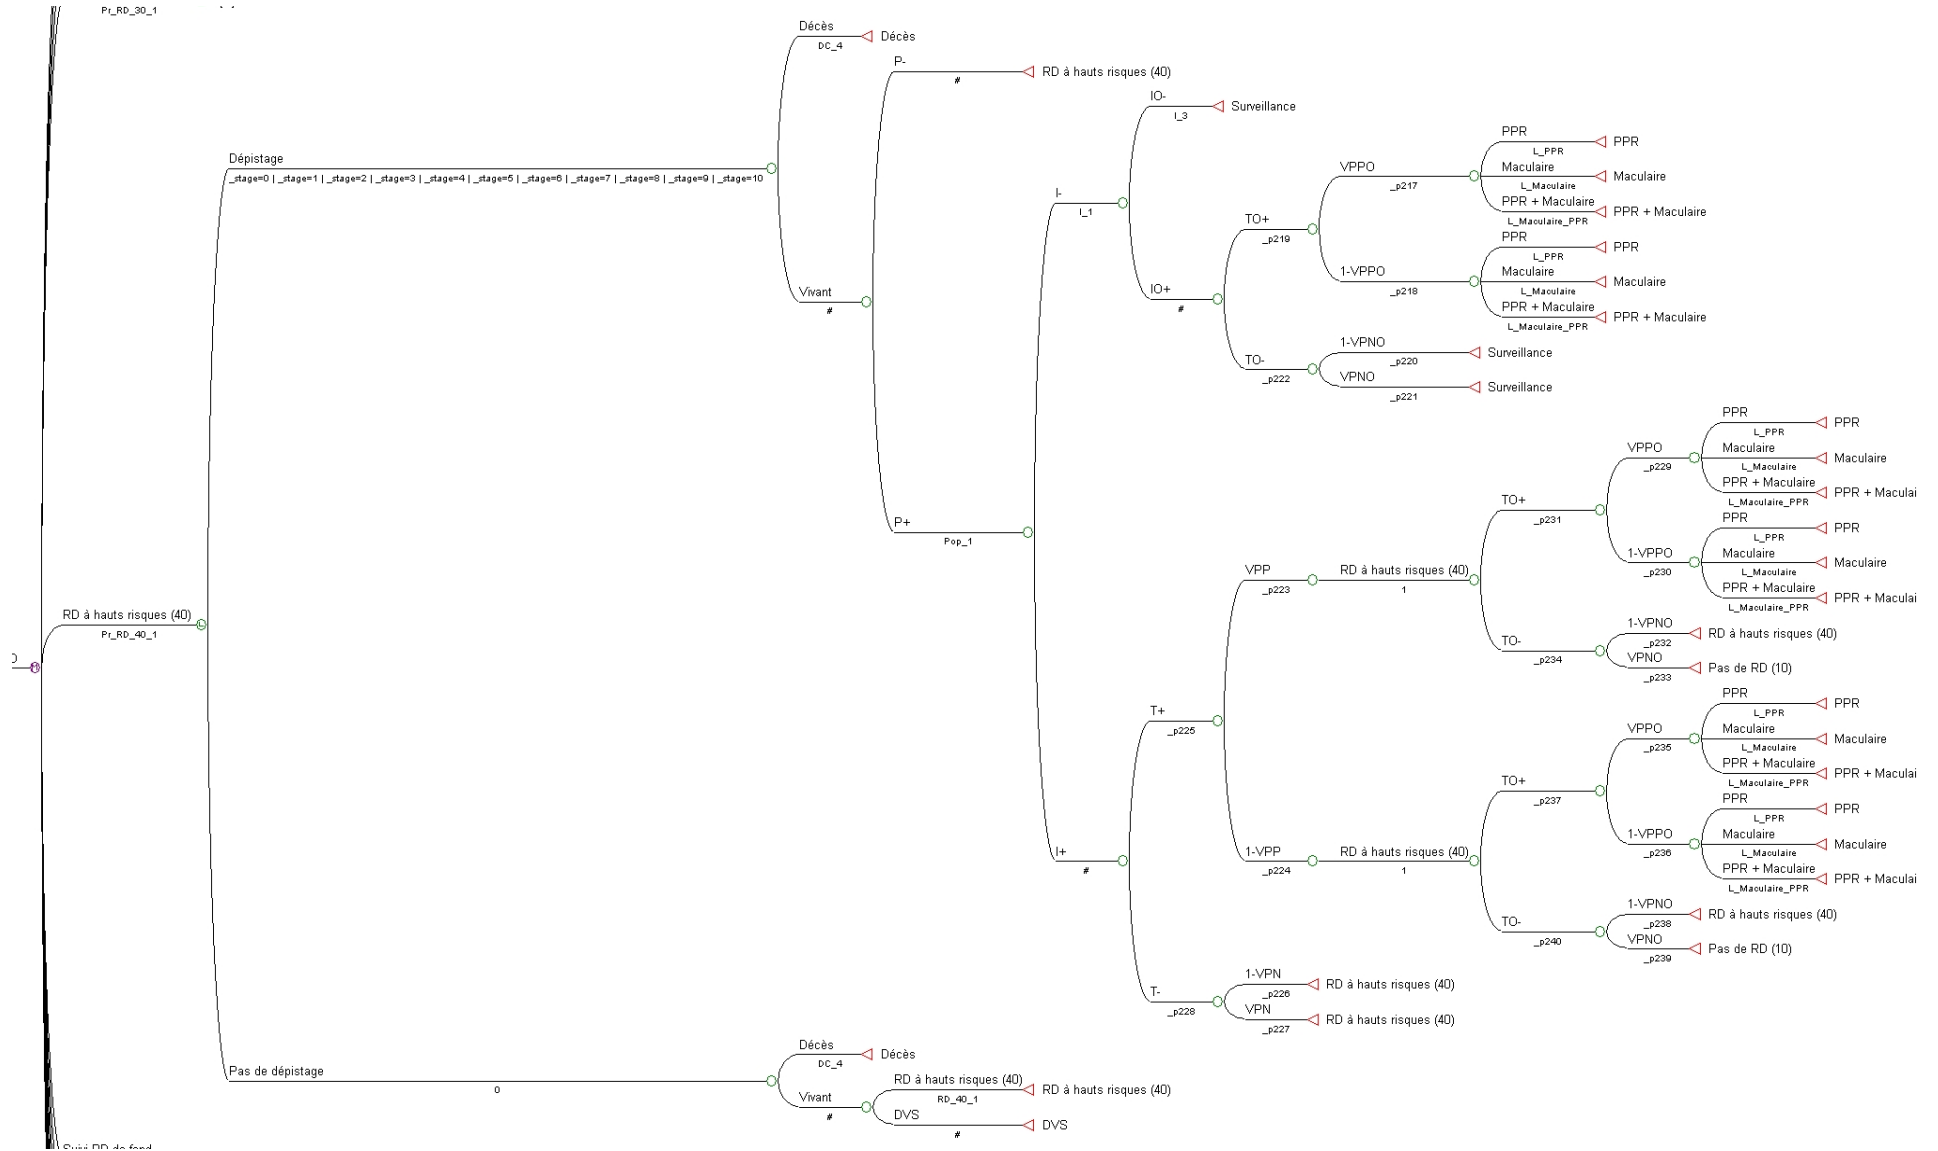 Pr_RD_30_1
Décès
DC_4
Décès
P-
#
RD à hauts risques (40)
IO-
I_3
Surveillance
Dépistage
_stage=0 | _stage=1 | _stage=2 | _stage=3 | _stage=4 | _stage=5 | _stage=6 | _stage=7 | _stage=8 | _stage=9 | _stage=10
I-
I_1
TO+
_p219
VPPO
_p217
PPR
L_PPR
PPR
Maculaire
L_Maculaire
Maculaire
PPR + Maculaire
L_Maculaire_PPR
PPR + Maculaire
1-VPPO
_p218
PPR
L_PPR
PPR
Maculaire
L_Maculaire
Maculaire
PPR + Maculaire
L_Maculaire_PPR
PPR + Maculaire
Vivant
#
IO+
#
TO-
_p222
1-VPNO
_p220
Surveillance
VPNO
_p221
Surveillance
P+
Pop_1
VPP
_p223
RD à hauts risques (40)
1
TO+
_p231
VPPO
_p229
PPR
L_PPR
PPR
Maculaire
L_Maculaire
Maculaire
PPR + Maculaire
L_Maculaire_PPR
PPR + Maculai
1-VPPO
_p230
PPR
L_PPR
PPR
Maculaire
L_Maculaire
Maculaire
PPR + Maculaire
L_Maculaire_PPR
PPR + Maculai
TO-
_p234
1-VPNO
_p232
RD à hauts risques (40)
VPNO
_p233
Pas de RD (10)
RD à hauts risques (40)
Pr_RD_40_1
T+
_p225
I+
#
1-VPP
_p224
RD à hauts risques (40)
1
TO+
_p237
VPPO
_p235
PPR
L_PPR
PPR
Maculaire
L_Maculaire
Maculaire
PPR + Maculaire
L_Maculaire_PPR
PPR + Maculai
1-VPPO
_p236
PPR
L_PPR
PPR
Maculaire
L_Maculaire
Maculaire
PPR + Maculaire
L_Maculaire_PPR
PPR + Maculai
TO-
_p240
1-VPNO
_p238
RD à hauts risques (40)
VPNO
_p239
Pas de RD (10)
T-
_p228
1-VPN
_p226
RD à hauts risques (40)
VPN
_p227
RD à hauts risques (40)
Pas de dépistage
0
Décès
DC_4
Décès
Vivant
#
RD à hauts risques (40)
RD_40_1
RD à hauts risques (40)
DVS
#
DVS